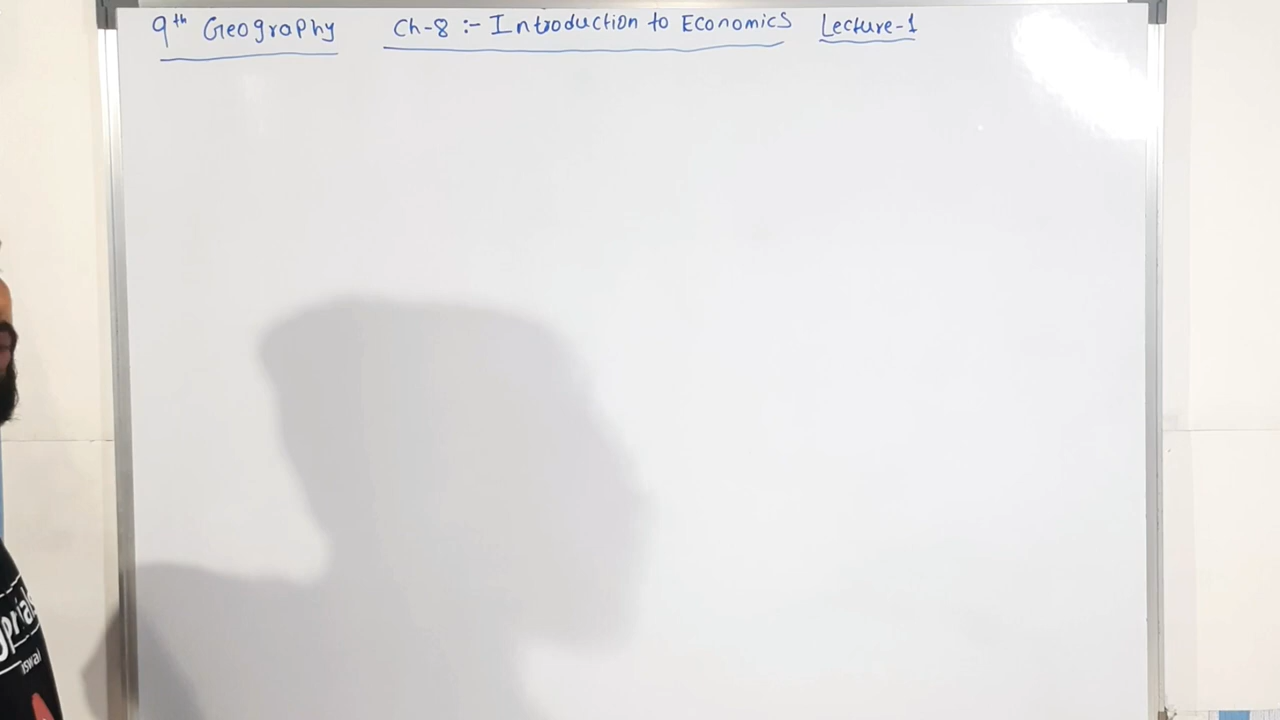 9th Geography Ch-8 :- Introduction to Economics Lecture-1